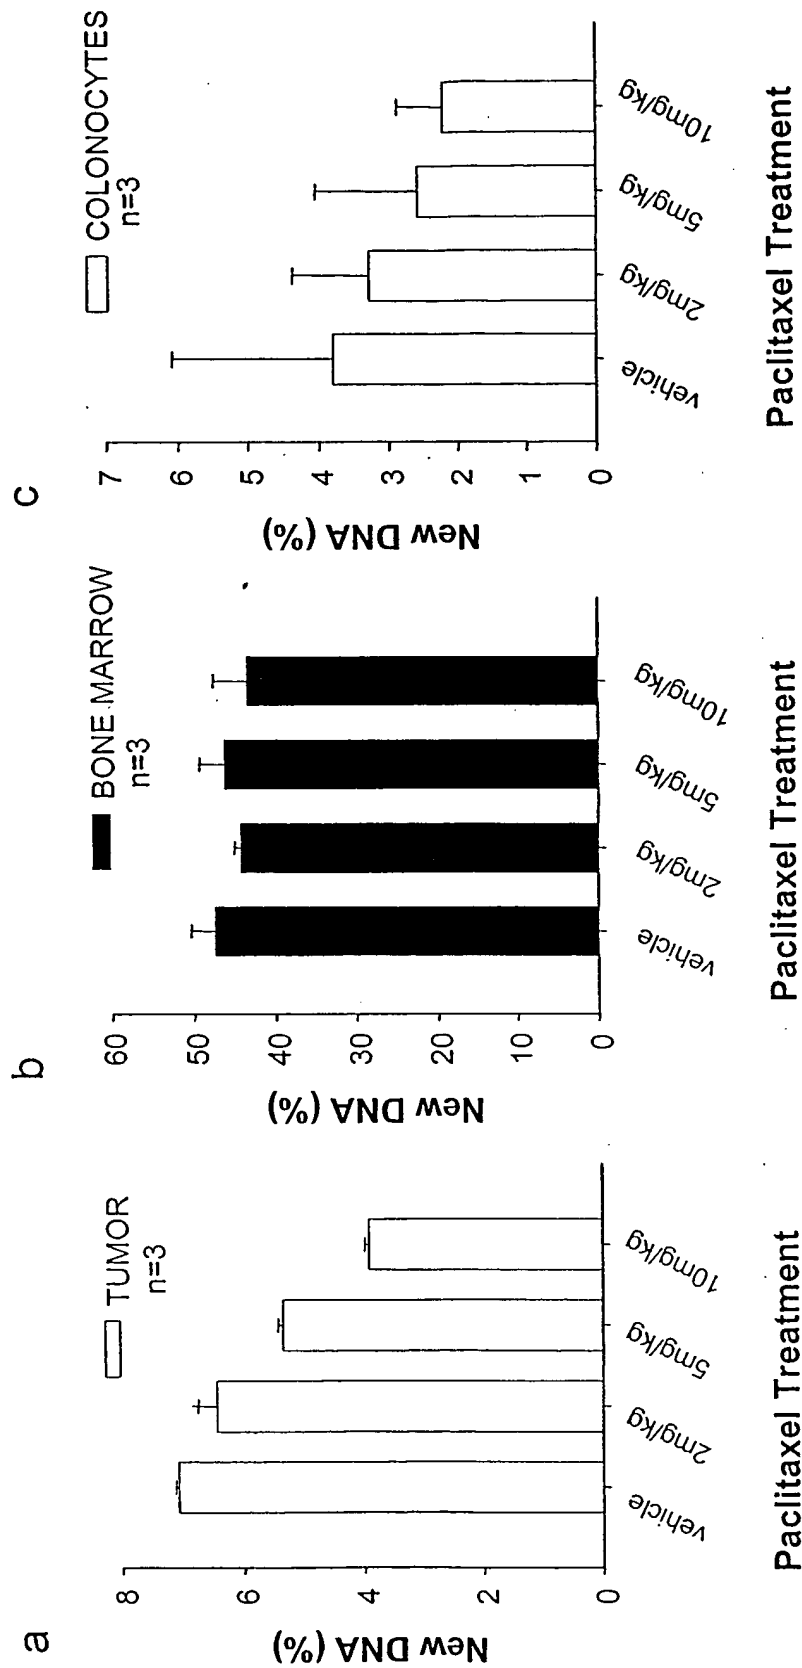 a
TUMOR
n=3
New DNA (%)
8
6
4
2
0
vehicle
2mg/kg
5mg/kg
10mg/kg
Paclitaxel Treatment
b
BONE MARROW
n=3
New DNA (%)
60
50
40
30
20
10
0
vehicle
2mg/kg
5mg/kg
10mg/kg
Paclitaxel Treatment
c
COLONOCYTES
n=3
New DNA (%)
7
6
5
4
3
2
1
0
vehicle
2mg/kg
5mg/kg
10mg/kg
Paclitaxel Treatment